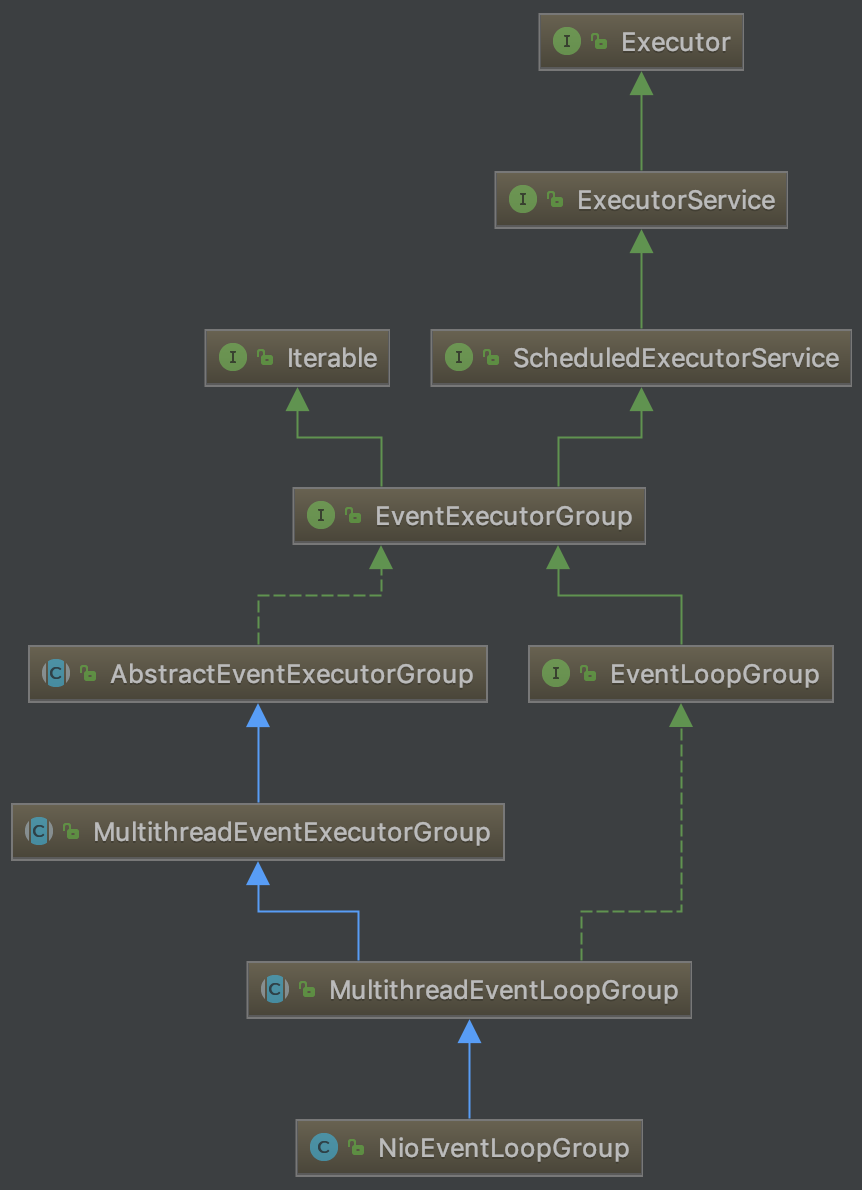 I Executor
I ExecutorService
I Iterable
I ScheduledExecutorService
I EventExecutorGroup
C AbstractEventExecutorGroup
I EventLoopGroup
C MultithreadEventExecutorGroup
C MultithreadEventLoopGroup
C NioEventLoopGroup